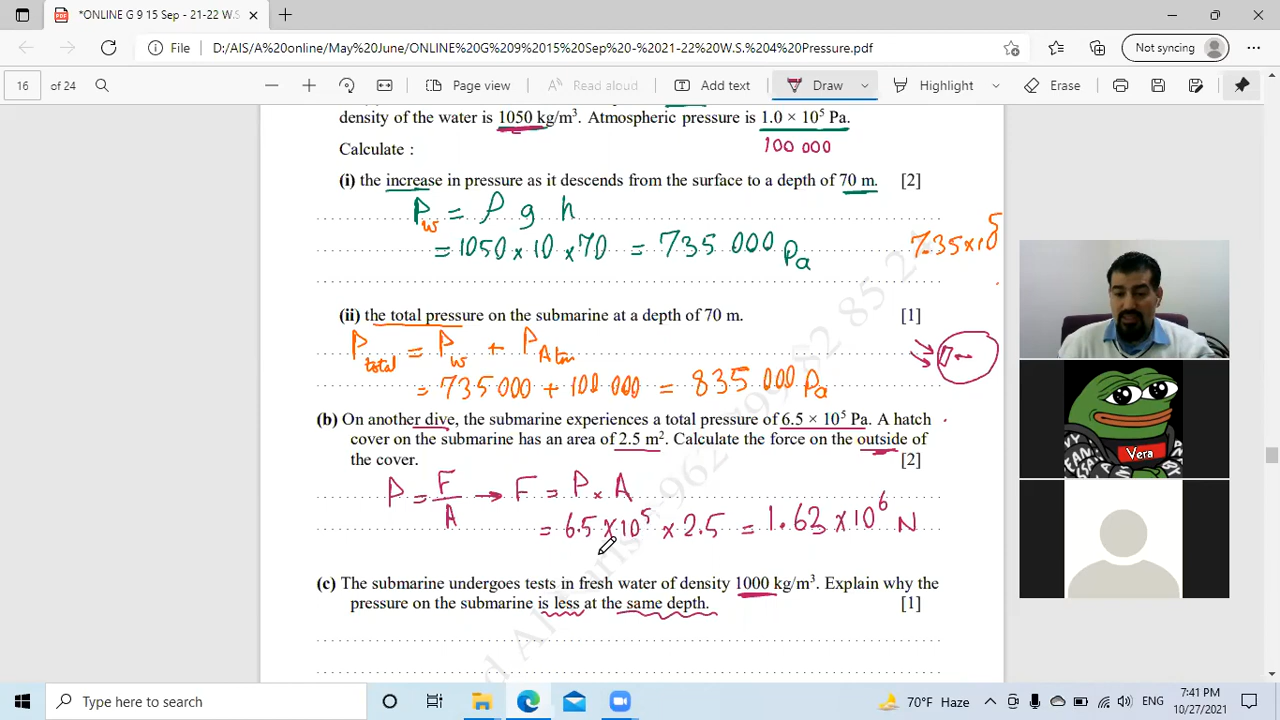 *ONLINE G 9 15 Sep - 21-22 W.S.
File D:/AIS/A%20online/May%20June/ONLINE%20G%209%2015%20Sep%20-%2021-22%20W.S.%204%20Pressure.pdf Not syncing
16 of 24 Page view Read aloud Add text Draw Highlight Erase
density of the water is 1050 kg/m³. Atmospheric pressure is 1.0 × 10⁵ Pa.
100 000
Calculate :
(i) the increase in pressure as it descends from the surface to a depth of 70 m. [2]
P_w = ρ g h
= 1050 × 10 × 70 = 735 000 Pa
7.35×10⁵
(ii) the total pressure on the submarine at a depth of 70 m. [1]
P_total = P_w + P_Atm
= 735000 + 100 000 = 835 000 Pa
(b) On another dive, the submarine experiences a total pressure of 6.5 × 10⁵ Pa. A hatch
cover on the submarine has an area of 2.5 m². Calculate the force on the outside of
the cover. [2]
P = F/A → F = P × A
= 6.5 × 10⁵ × 2.5 = 1.63 × 10⁶ N
(c) The submarine undergoes tests in fresh water of density 1000 kg/m³. Explain why the
pressure on the submarine is less at the same depth. [1]
Vera
Type here to search
70°F Haze ENG 7:41 PM
10/27/2021